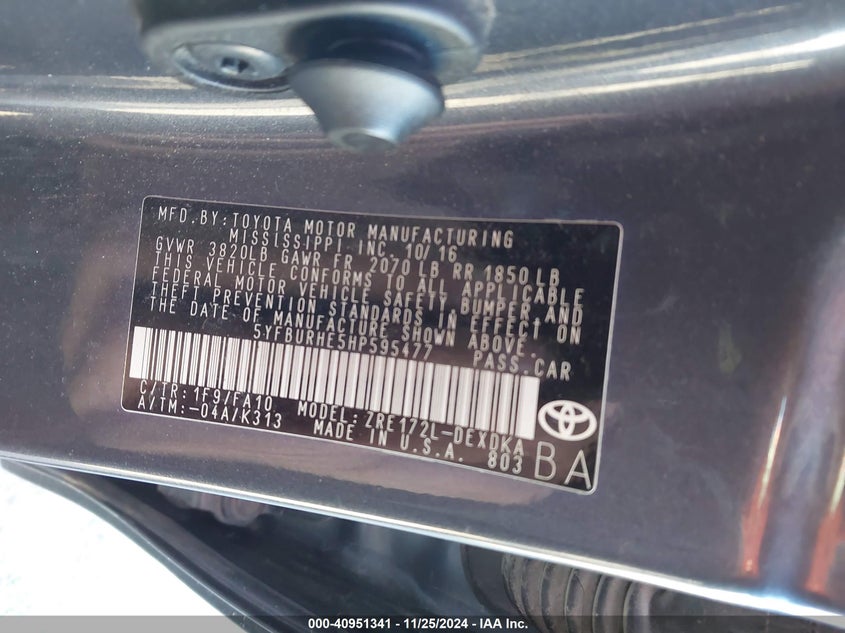 MFD.BY:TOYOTA MOTOR MANUFACTURING
MISSISSIPPI INC. 10/16
GVWR 3820LB GAWR FR 2070 LB RR 1850 LB
THIS VEHICLE CONFORMS TO ALL APPLICABLE
FEDERAL MOTOR VEHICLE SAFETY, BUMPER, AND
THEFT PREVENTION STANDARDS IN EFFECT ON
THE DATE OF MANUFACTURE SHOWN ABOVE.
5YFBURHE5HP595477 PASS.CAR
C/TR: 1F9/FA10 MODEL: ZRE172L-DEXDKA
A/TM:-04A/K313 MADE IN U.S.A. 803
BA
000-40951341 - 11/25/2024 - IAA Inc.